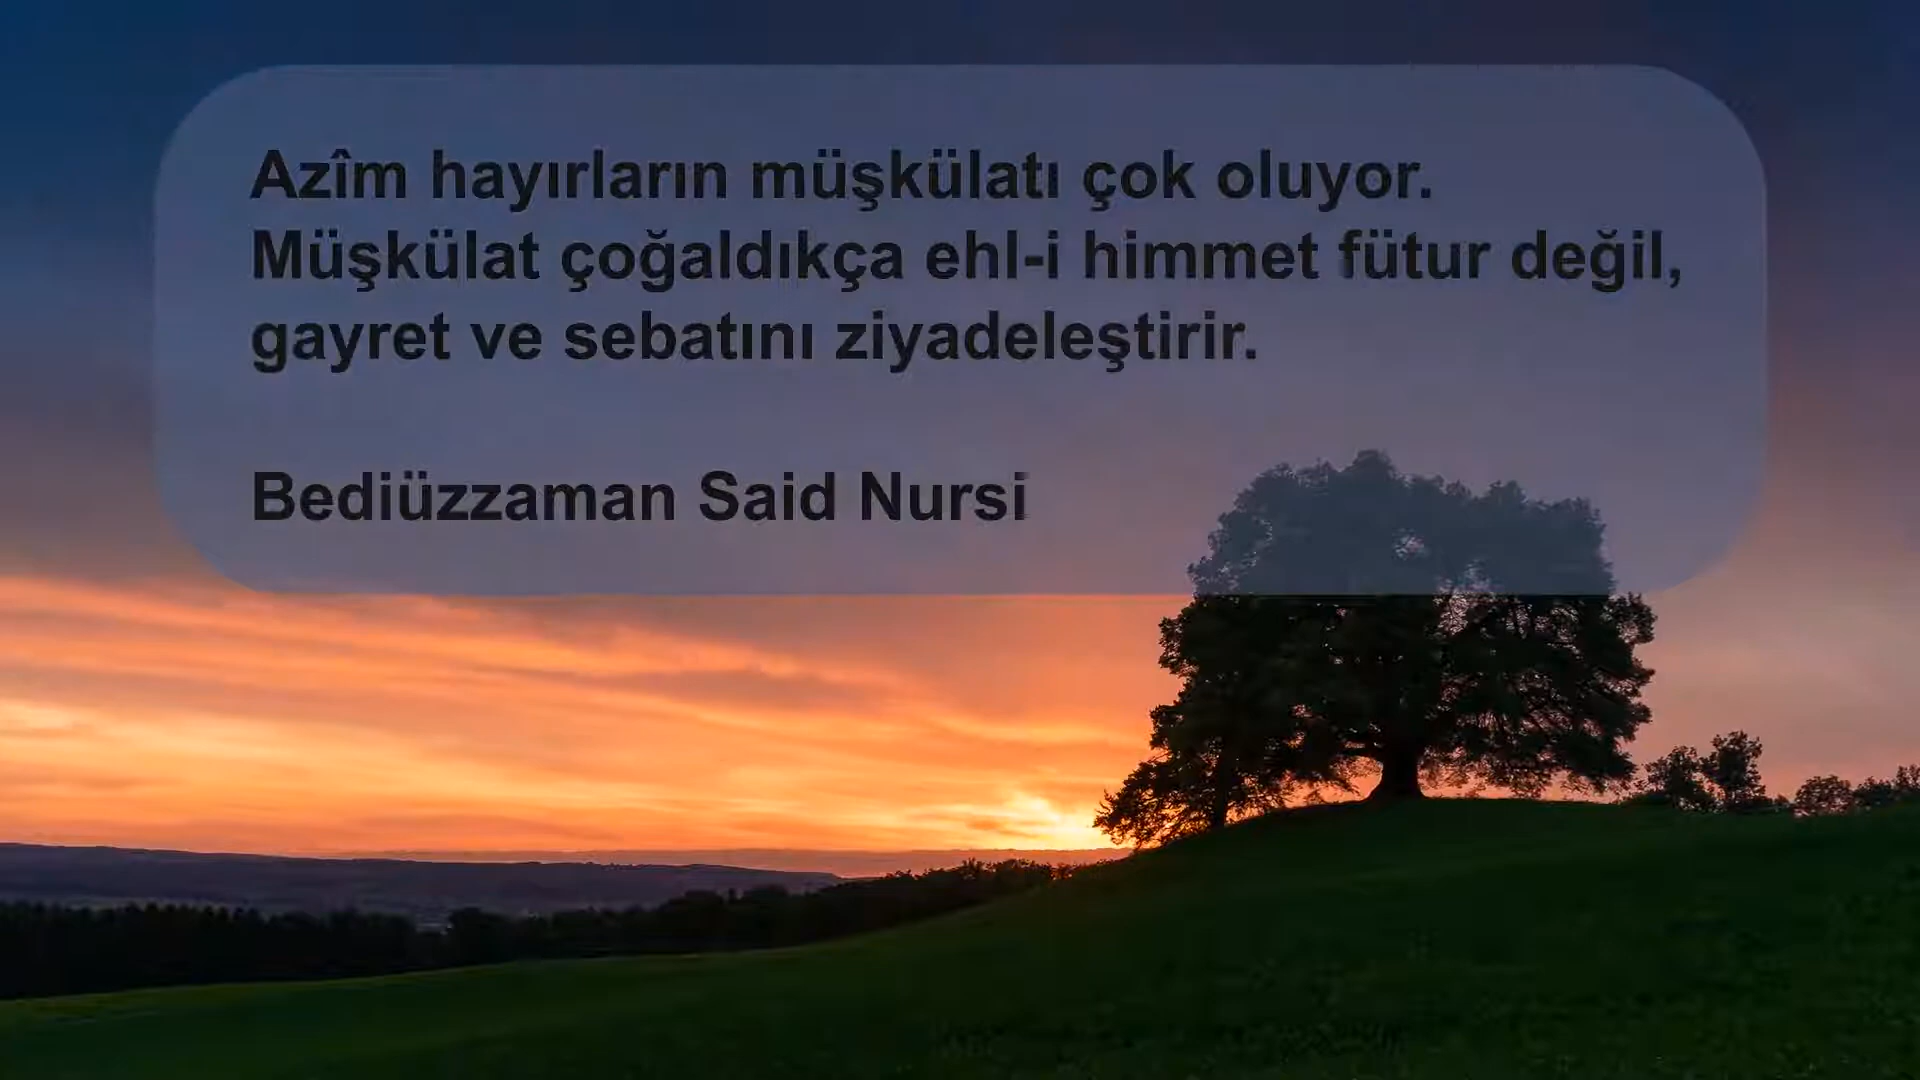 Azîm hayırların müşkülatı çok oluyor.
Müşkülat çoğaldıkça ehl-i himmet fütur değil,
gayret ve sebatını ziyadeleştirir.
Bediüzzaman Said Nursi